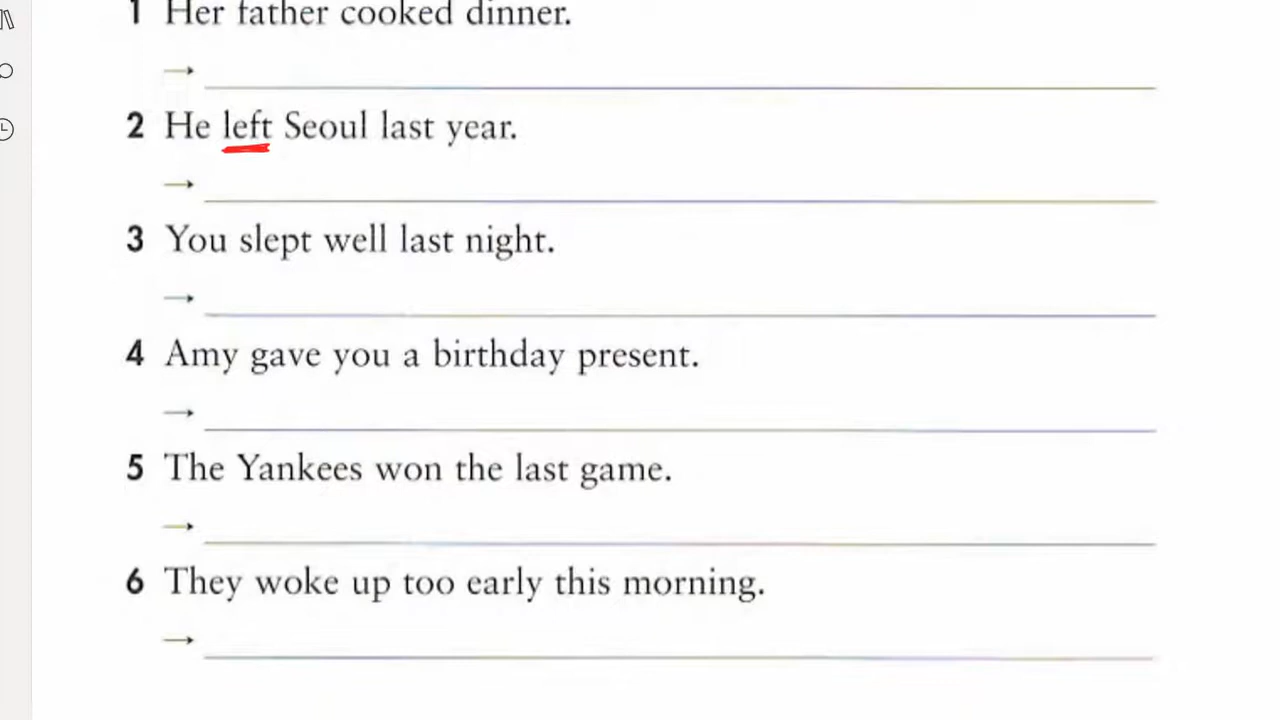 1 Her father cooked dinner.
→
2 He left Seoul last year.
→
3 You slept well last night.
→
4 Amy gave you a birthday present.
→
5 The Yankees won the last game.
→
6 They woke up too early this morning.
→